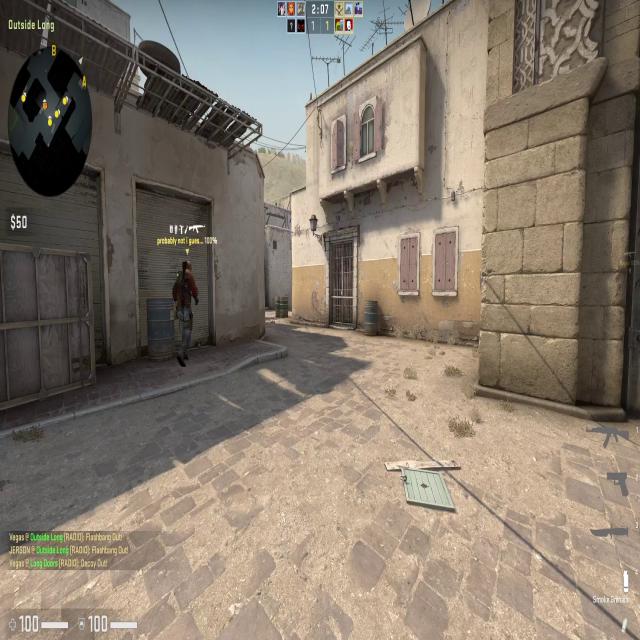 Outside Long
2:07
1 1
B
A
$50
probably not i gues... 100%
Vegas @ Outside Long (RADIO): Flashbang Out!
JERSON @ Outside Long (RADIO): Flashbang Out!
Vegas @ Long Doors (RADIO): Decoy Out!
Smoke Grenade
100
100